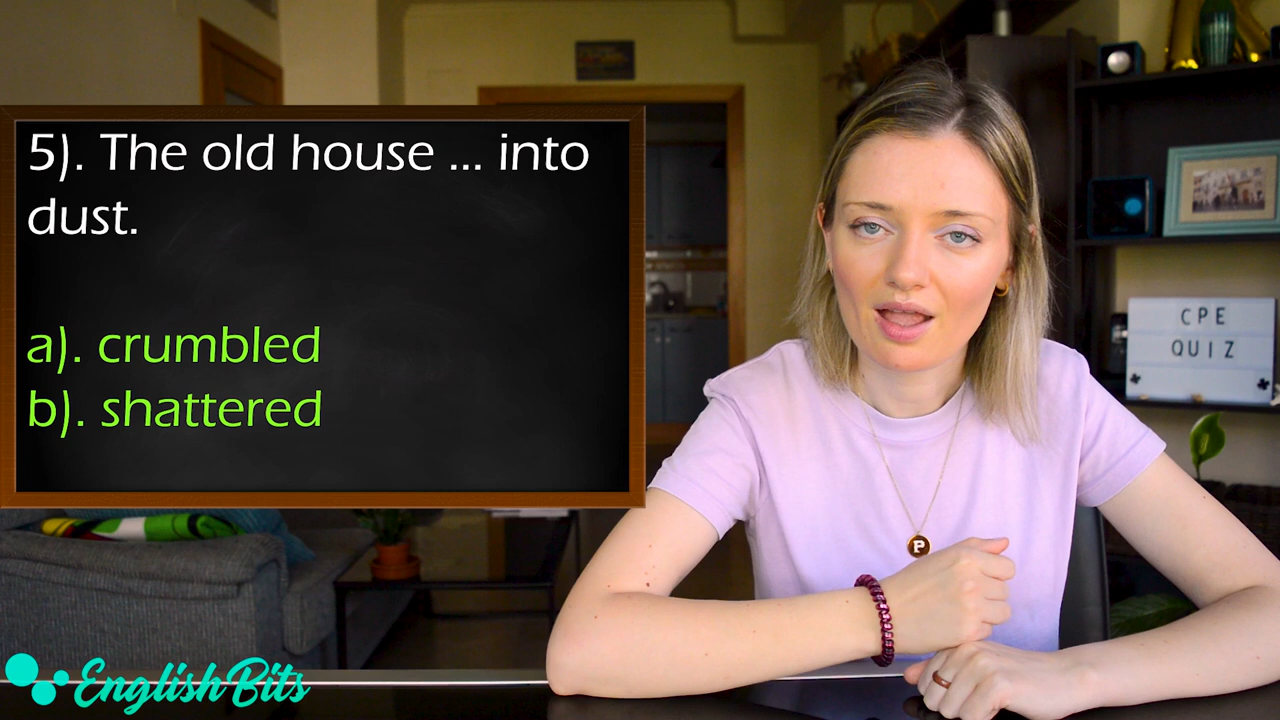 5). The old house ... into
dust.
a). crumbled
b). shattered
CPE
QUIZ
P
EnglishBits